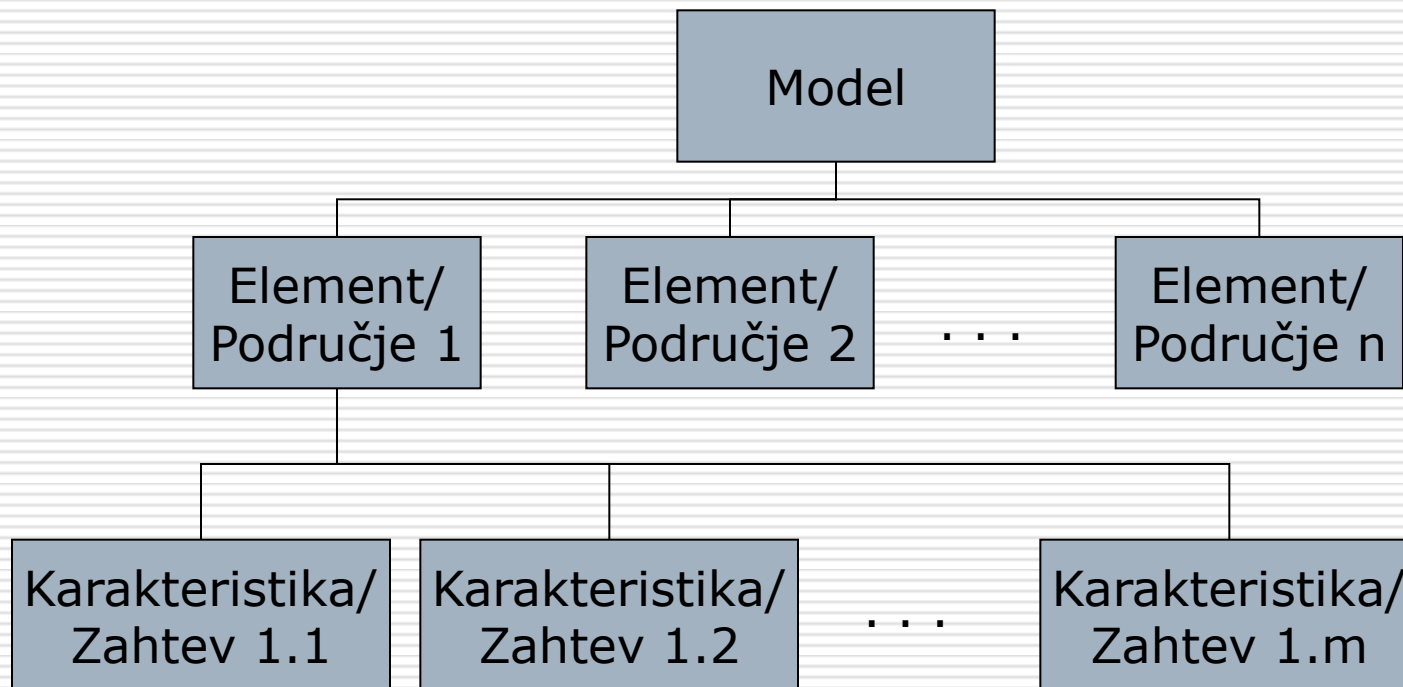 Model
Element/
Područje 1
Element/
Područje 2
. . .
Element/
Područje n
Karakteristika/
Zahtev 1.1
Karakteristika/
Zahtev 1.2
. . .
Karakteristika/
Zahtev 1.m